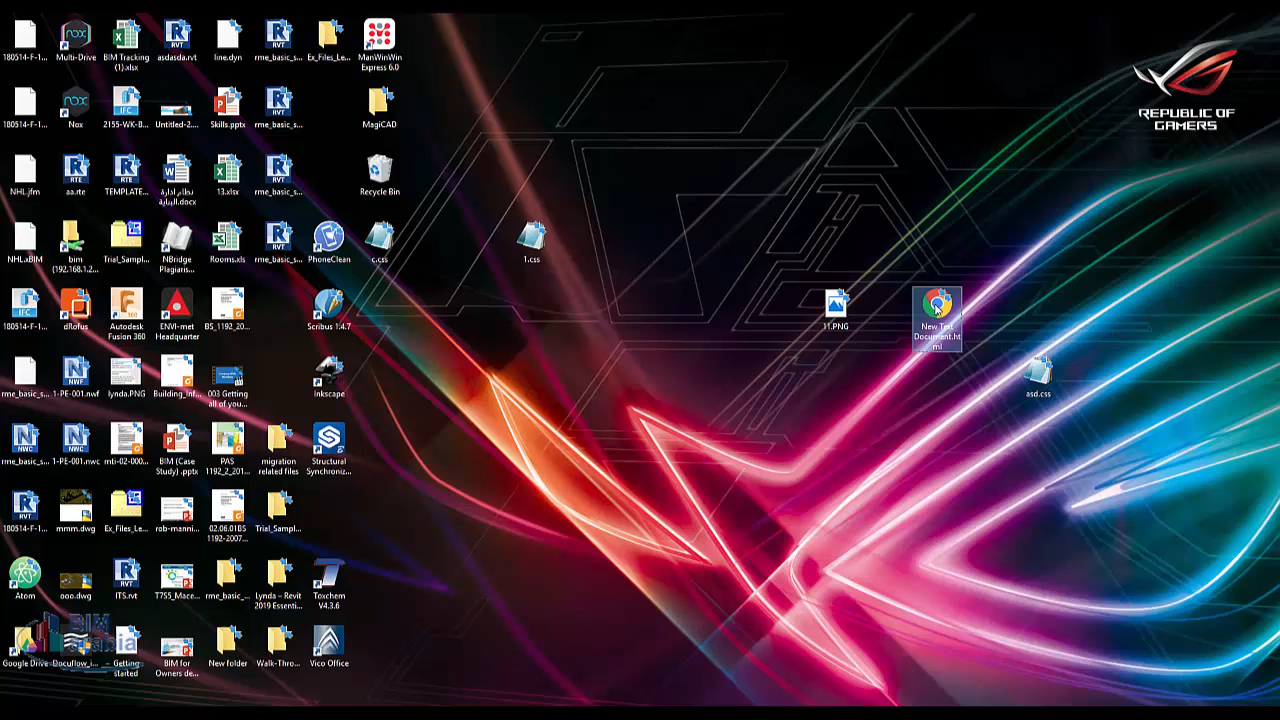 180514-F-1...
Multi-Drive
BIM Tracking
(1).xlsx
asdasda.rvt
line.dyn
rme_basic_s...
Ex_Files_Le...
ManWinWin
Express 6.0
180514-F-1...
Nox
2155-WK-B...
Untitled-2...
Skills.pptx
rme_basic_s...
MagiCAD
NHL.jfm
aa.rte
TEMPLATE...
نظام ادارة
البناية.docx
13.xlsx
rme_basic_s...
Recycle Bin
NHL.xBIM
bim
(192.168.1.2...
Trial_Sampl...
NBridge
Plagiaris...
Rooms.xls
rme_basic_s...
PhoneClean
c.css
1.css
180514-F-1...
dRofus
Autodesk
Fusion 360
ENVI-met
Headquarter
BS_1192_20...
Scribus 1.4.7
11.PNG
New Text
Document.ht
ml
rme_basic_s...
1-PE-001.nwf
lynda.PNG
Building_Inf...
003 Getting
all of you...
Inkscape
asd.css
rme_basic_s...
1-PE-001.nwc
mti-02-000...
BIM (Case
Study) .pptx
PAS
1192_2_201...
migration
related files
Structural
Synchroniz...
180514-F-1...
mmm.dwg
Ex_Files_Le...
rob-manni...
02.06.01BS
1192-2007...
Trial_Sampl...
Atom
ooo.dwg
ITS.rvt
T7S5_Mace...
rme_basic_...
Lynda – Revit
2019 Essenti...
Toxchem
V4.3.6
Google Drive
Docuflow_i...
Getting
started
BIM for
Owners de...
New folder
Walk-Thro...
Vico Office
REPUBLIC OF
GAMERS